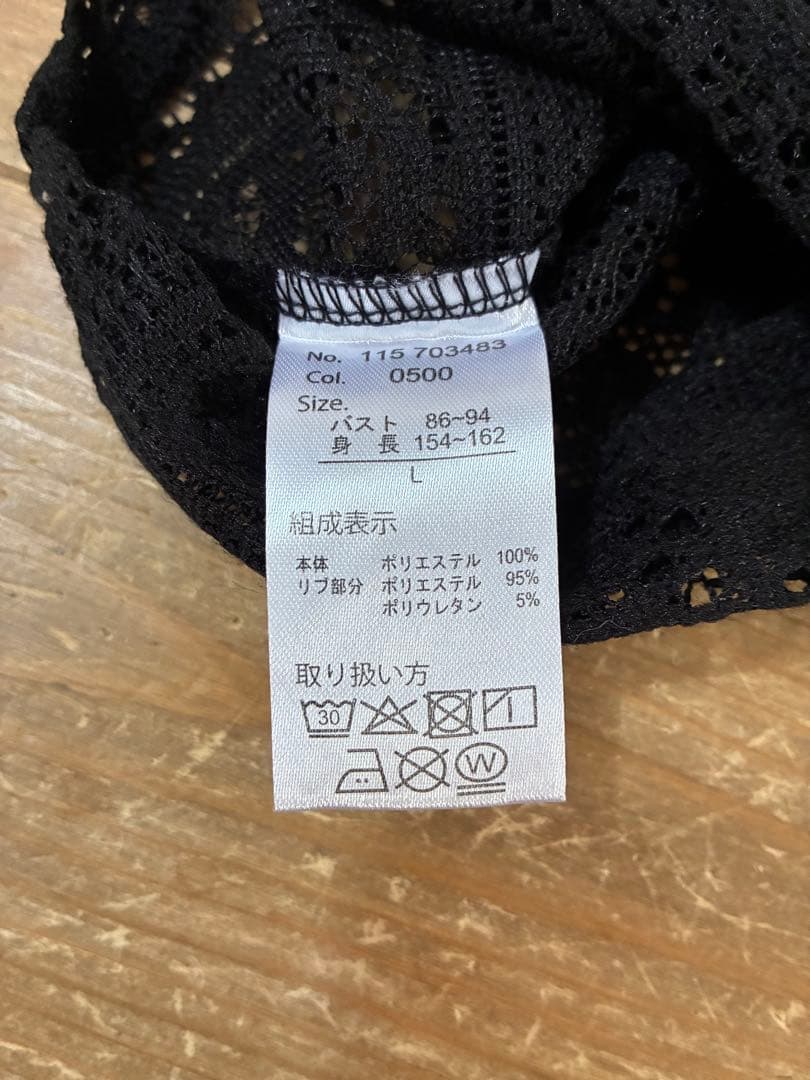 No. 115 703483
Col. 0500
Size.
バスト 86~94
身 長 154~162
L
組成表示
本体 ポリエステル 100%
リブ部分 ポリエステル 95%
ポリウレタン 5%
取り扱い方
30
W